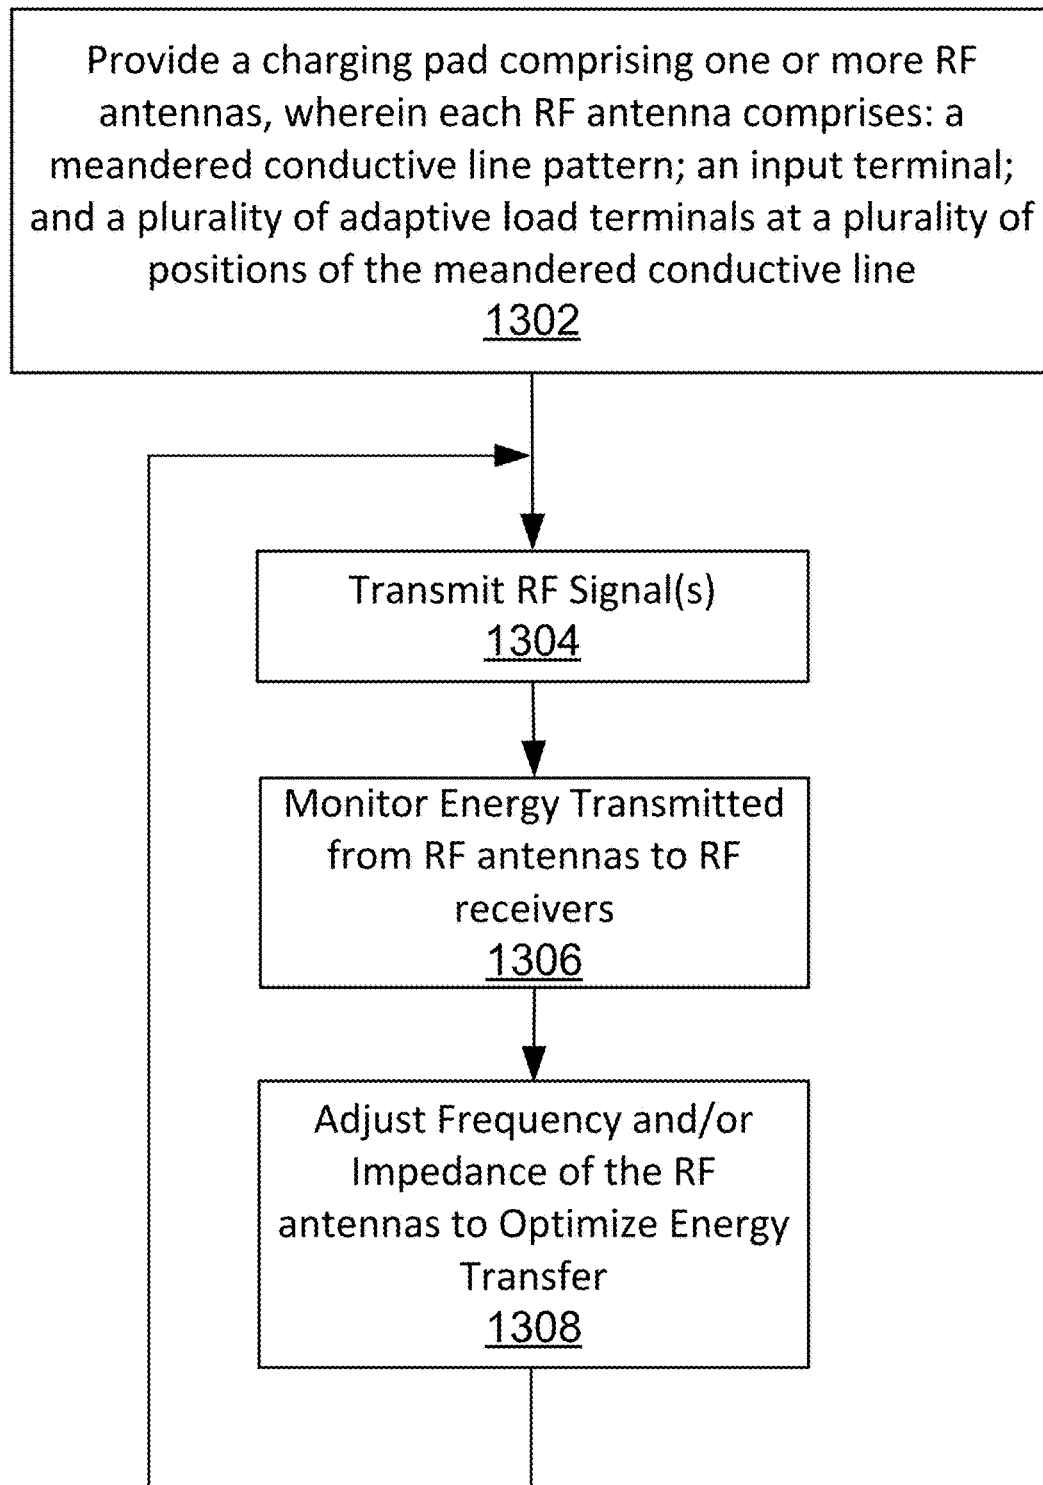 Provide a charging pad comprising one or more RF
antennas, wherein each RF antenna comprises: a
meandered conductive line pattern; an input terminal;
and a plurality of adaptive load terminals at a plurality of
positions of the meandered conductive line
1302
Transmit RF Signal(s)
1304
Monitor Energy Transmitted
from RF antennas to RF
receivers
1306
Adjust Frequency and/or
Impedance of the RF
antennas to Optimize Energy
Transfer
1308